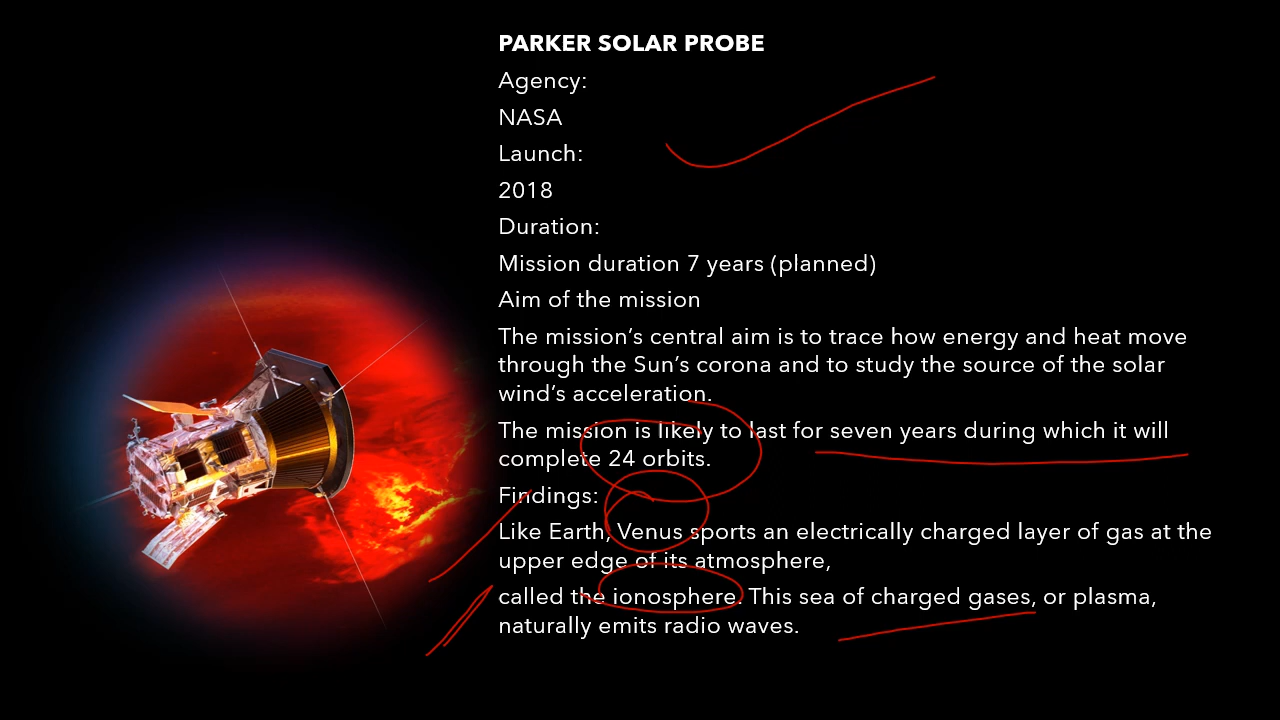 PARKER SOLAR PROBE
Agency:
NASA
Launch:
2018
Duration:
Mission duration 7 years (planned)
Aim of the mission
The mission’s central aim is to trace how energy and heat move
through the Sun’s corona and to study the source of the solar
wind’s acceleration.
The mission is likely to last for seven years during which it will
complete 24 orbits.
Findings:
Like Earth, Venus sports an electrically charged layer of gas at the
upper edge of its atmosphere,
called the ionosphere. This sea of charged gases, or plasma,
naturally emits radio waves.